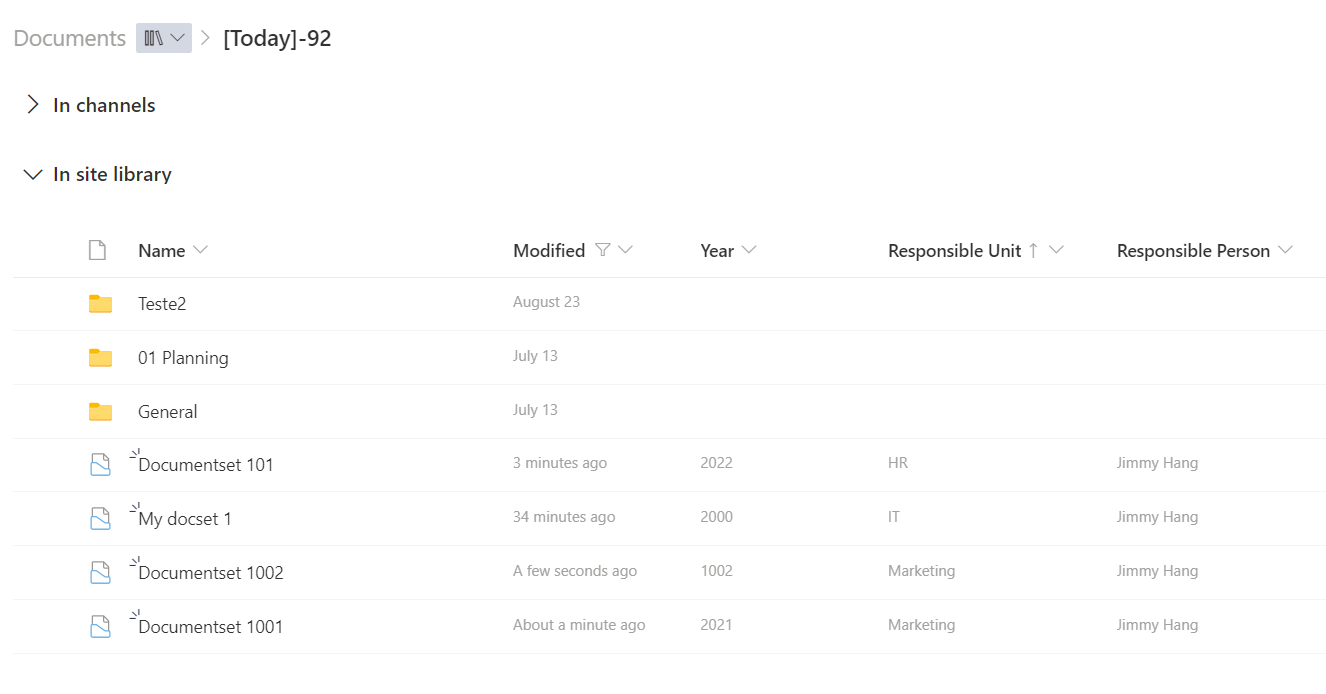 Documents > [Today]-92
In channels
In site library
Name Modified Year Responsible Unit ↑ Responsible Person
Teste2 August 23
01 Planning July 13
General July 13
Documentset 101 3 minutes ago 2022 HR Jimmy Hang
My docset 1 34 minutes ago 2000 IT Jimmy Hang
Documentset 1002 A few seconds ago 1002 Marketing Jimmy Hang
Documentset 1001 About a minute ago 2021 Marketing Jimmy Hang